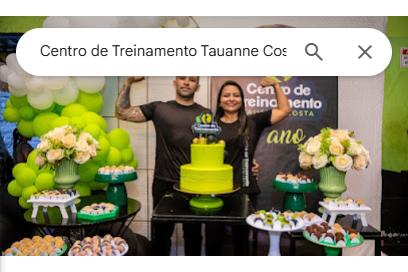 Centro de Treinamento Tauanne Cos
Centro de
Treinamento
COSTA
ano